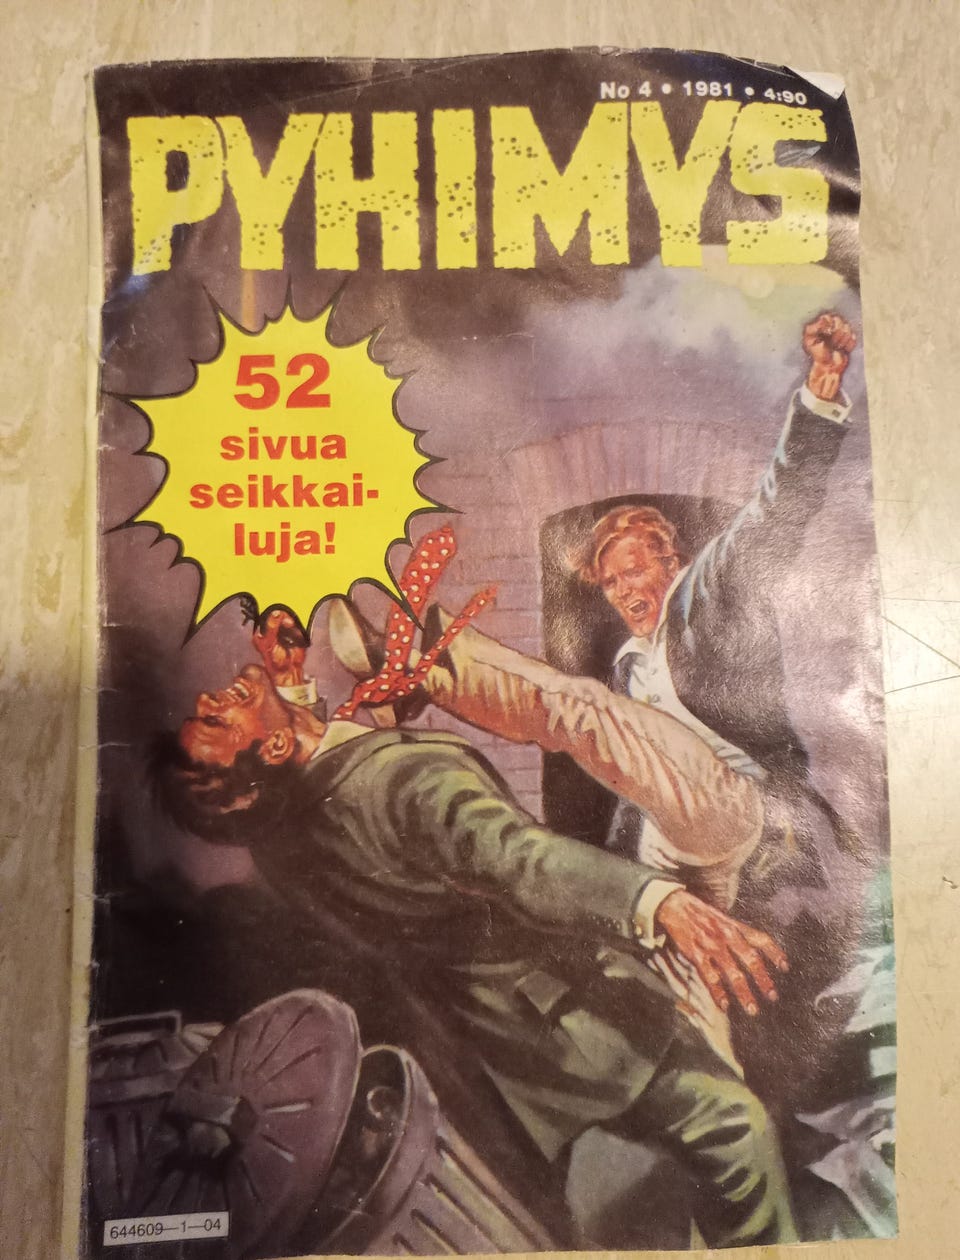 No 4 • 1981 • 4:90
PYHIMYS
52
sivua
seikkai-
luja!
644609—1—04